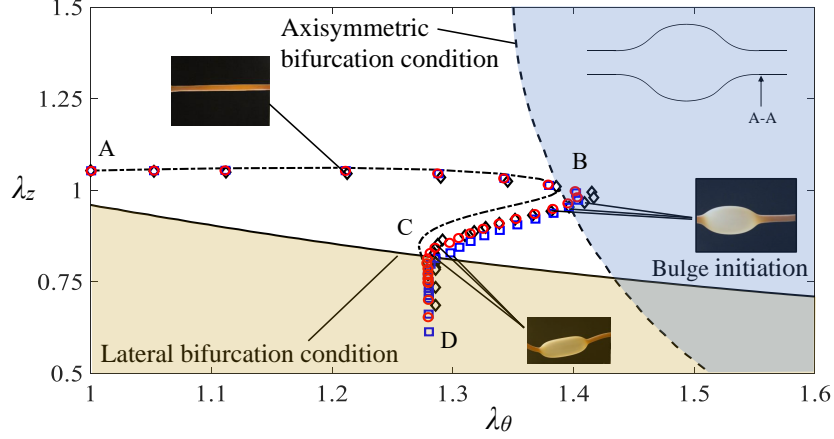 1.5
1.25
1
0.75
0.5
λz
Axisymmetric
bifurcation condition
A-A
A
B
C
D
Bulge initiation
Lateral bifurcation condition
1
1.1
1.2
1.3
1.4
1.5
1.6
λθ